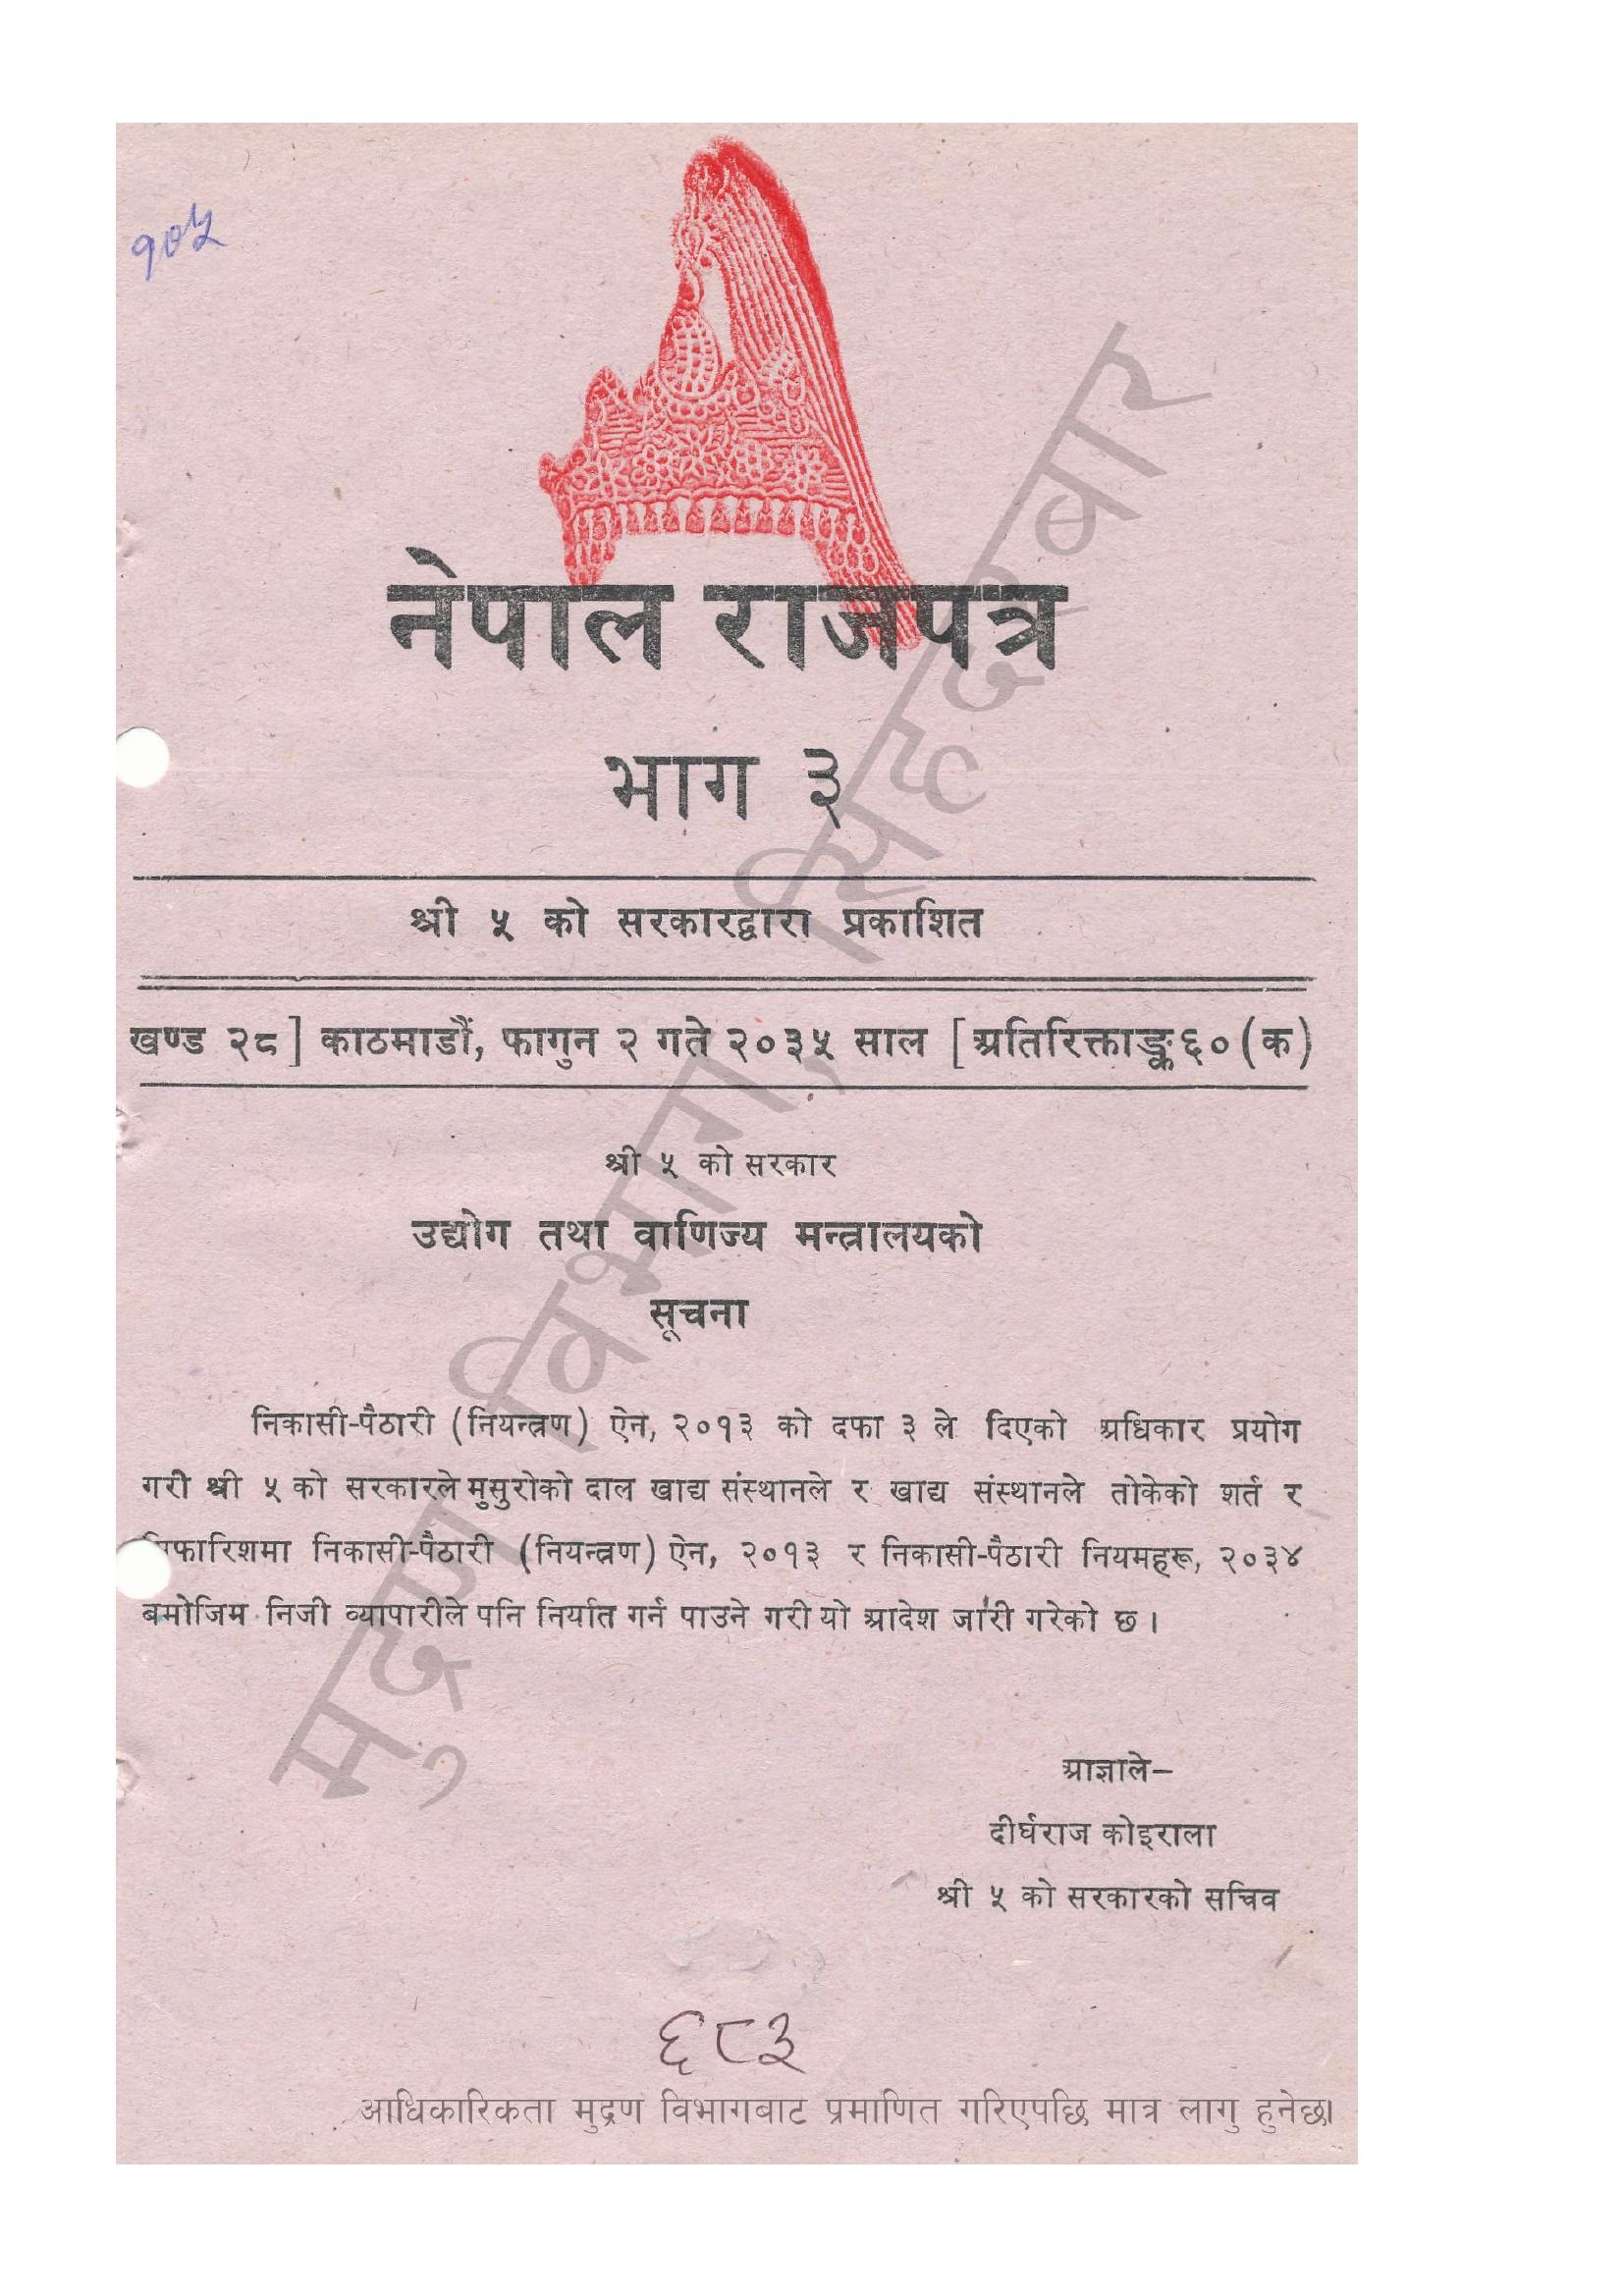 १०५
नेपाल राजपत्र
भाग ३
श्री ५ को सरकारद्वारा प्रकाशित
खण्ड २८] काठमाडौं, फागुन २ गते २०३५ साल [अतिरिक्ताङ्क ६० (क)
श्री ५ को सरकार
उद्योग तथा वाणिज्य मन्त्रालयको
सूचना
निकासी-पैठारी (नियन्त्रण) ऐन, २०१३ को दफा ३ ले दिएको अधिकार प्रयोग
गरी श्री ५ को सरकारले मुसुरोको दाल खाद्य संस्थानले र खाद्य संस्थानले तोकेको शर्त र
सिफारिशमा निकासी-पैठारी (नियन्त्रण) ऐन, २०१३ र निकासी-पैठारी नियमहरू, २०३४
बमोजिम निजी व्यापारीले पनि निर्यात गर्न पाउने गरी यो आदेश जारी गरेको छ ।
आज्ञाले–
दीर्घराज कोइराला
श्री ५ को सरकारको सचिव
६८३
आधिकारिकता मुद्रण विभागबाट प्रमाणित गरिएपछि मात्र लागु हुनेछ।
मुद्रण विभाग, सिंहदरबार